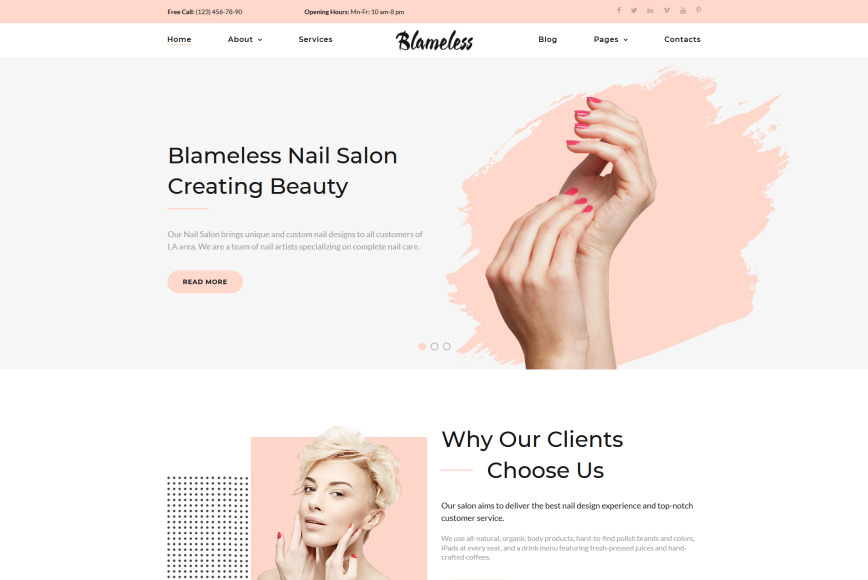 Free Call: (123) 456-78-90
Opening Hours: Mn-Fr: 10 am-8 pm
Home
About
Services
Blameless
Blog
Pages
Contacts
Blameless Nail Salon
Creating Beauty
Our Nail Salon brings unique and custom nail designs to all customers of
LA area. We are a team of nail artists specializing on complete nail care.
READ MORE
Why Our Clients
Choose Us
Our salon aims to deliver the best nail design experience and top-notch
customer service.
We use all-natural, organic body products, hard-to-find polish brands and colors,
iPads at every seat, and a drink menu featuring fresh-pressed juices and hand-
crafted coffees.